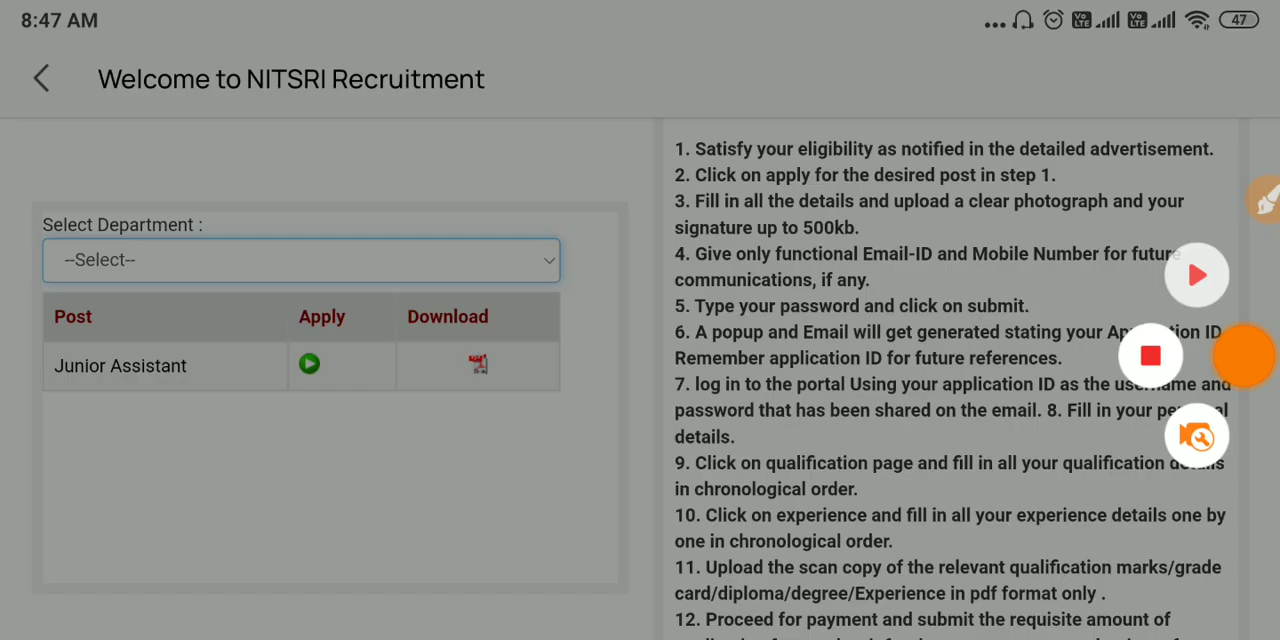 8:47 AM
47
Welcome to NITSRI Recruitment
Select Department :
--Select--
Post Apply Download
Junior Assistant
1. Satisfy your eligibility as notified in the detailed advertisement.
2. Click on apply for the desired post in step 1.
3. Fill in all the details and upload a clear photograph and your
signature up to 500kb.
4. Give only functional Email-ID and Mobile Number for future
communications, if any.
5. Type your password and click on submit.
6. A popup and Email will get generated stating your ID
Remember application ID for future references.
7. log in to the portal Using your application ID as the and
password that has been shared on the email. 8. Fill in your
details.
9. Click on qualification page and fill in all your qualification
in chronological order.
10. Click on experience and fill in all your experience details one by
one in chronological order.
11. Upload the scan copy of the relevant qualification marks/grade
card/diploma/degree/Experience in pdf format only .
12. Proceed for payment and submit the requisite amount of